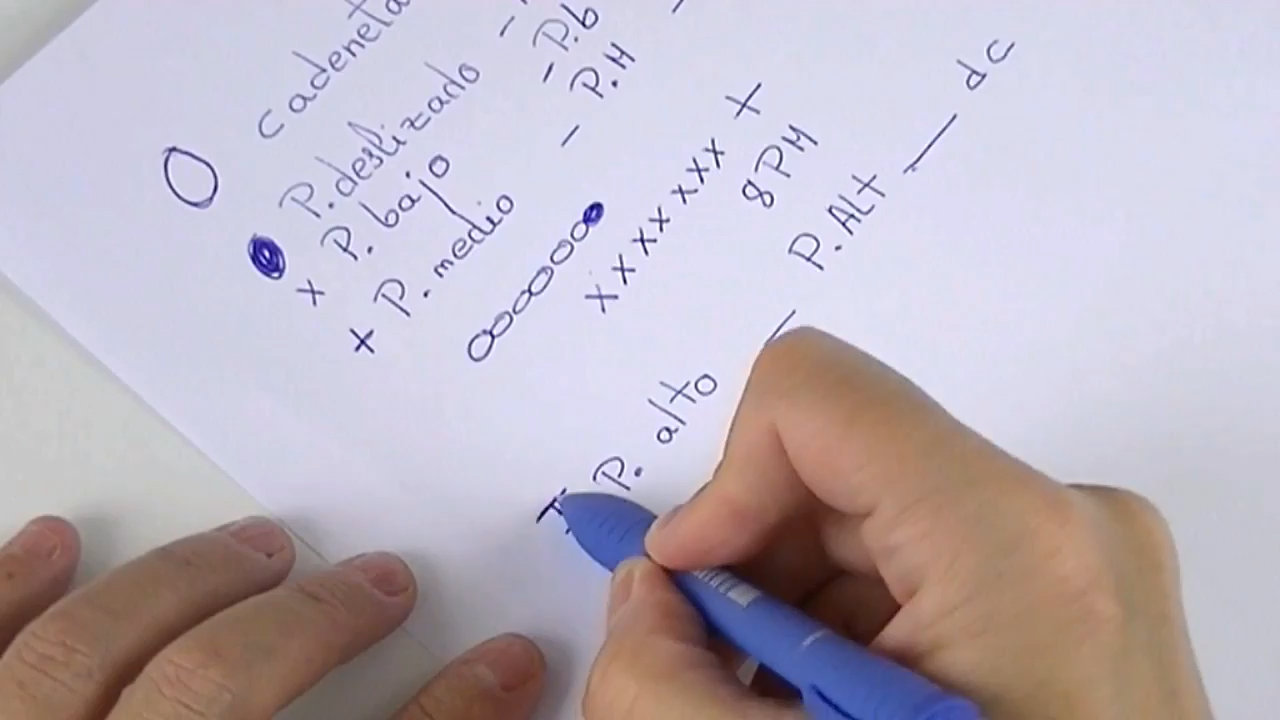 cadeneta
P.deslizado -
x P. bajo - P.b
+ P. medio - P.M
xxxxxxx +
8PM
P. alto — P. ALT — dc